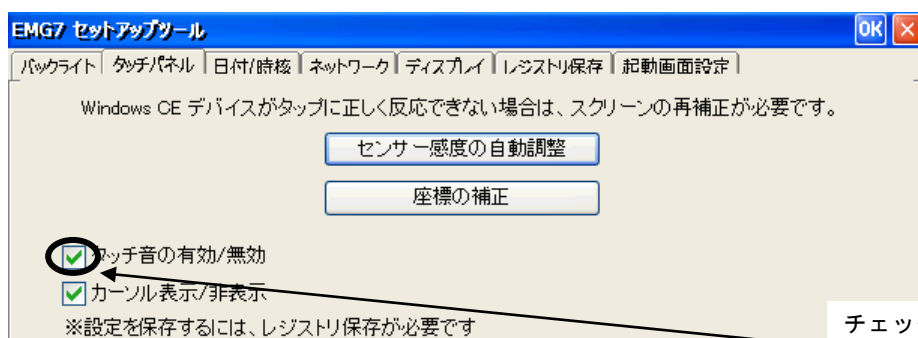 EMG7 セットアップツール OK
バックライト タッチパネル 日付/時核 ネットワーク ディスプレイ レジストリ保存 起動画面設定
Windows CE デバイスがタップに正しく反応できない場合は、スクリーンの再補正が必要です。
センサー感度の自動調整
座標の補正
タッチ音の有効/無効
カーソル表示/非表示
※設定を保存するには、レジストリ保存が必要です
チェッ